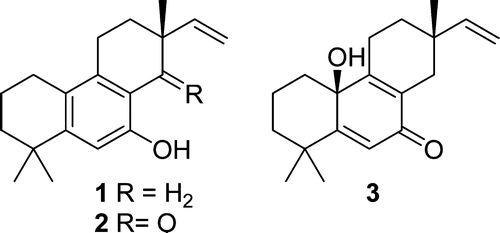 OH
R
OH
O
1 R = H₂
2 R= O
3